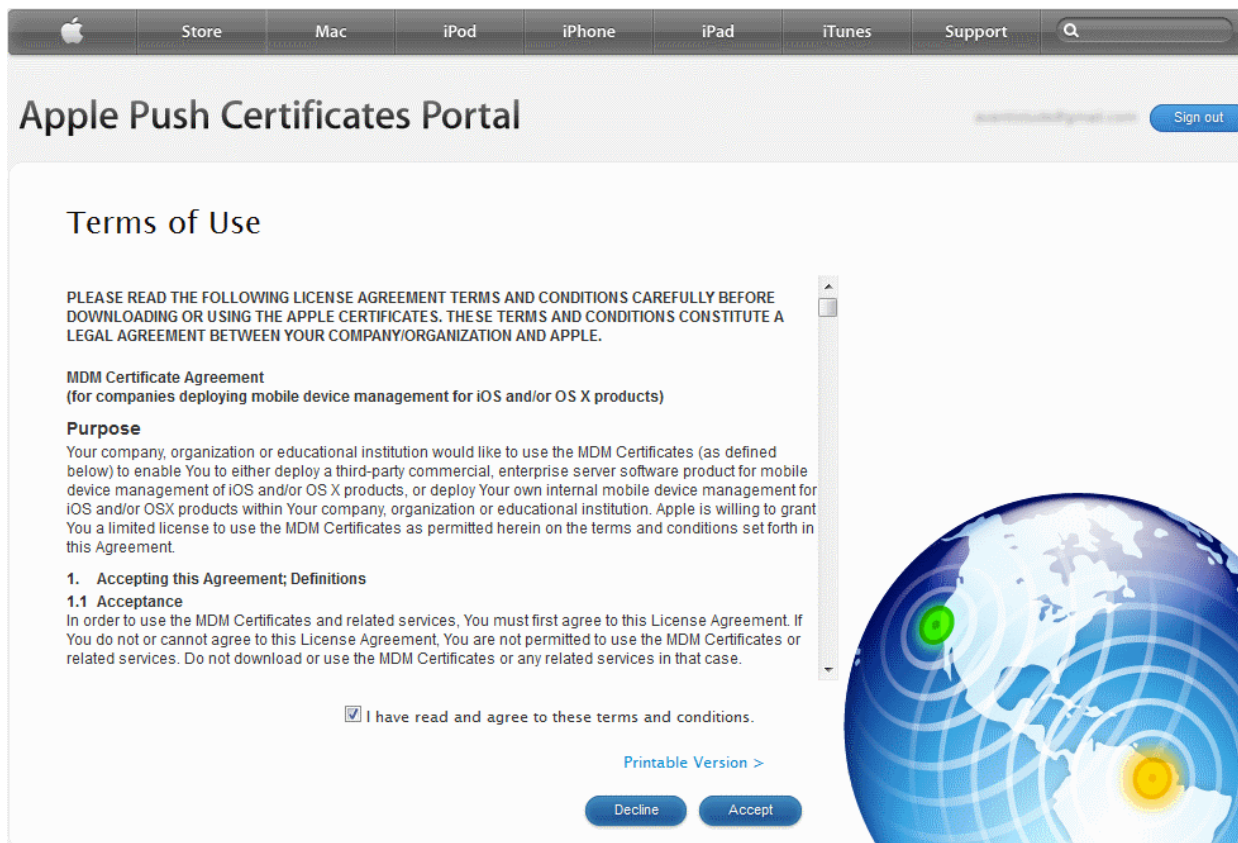 Store Mac iPod iPhone iPad iTunes Support
Apple Push Certificates Portal
Sign out
Terms of Use
PLEASE READ THE FOLLOWING LICENSE AGREEMENT TERMS AND CONDITIONS CAREFULLY BEFORE
DOWNLOADING OR USING THE APPLE CERTIFICATES. THESE TERMS AND CONDITIONS CONSTITUTE A
LEGAL AGREEMENT BETWEEN YOUR COMPANY/ORGANIZATION AND APPLE.
MDM Certificate Agreement
(for companies deploying mobile device management for iOS and/or OS X products)
Purpose
Your company, organization or educational institution would like to use the MDM Certificates (as defined
below) to enable You to either deploy a third-party commercial, enterprise server software product for mobile
device management of iOS and/or OS X products, or deploy Your own internal mobile device management for
iOS and/or OSX products within Your company, organization or educational institution. Apple is willing to grant
You a limited license to use the MDM Certificates as permitted herein on the terms and conditions set forth in
this Agreement.
1. Accepting this Agreement; Definitions
1.1 Acceptance
In order to use the MDM Certificates and related services, You must first agree to this License Agreement. If
You do not or cannot agree to this License Agreement, You are not permitted to use the MDM Certificates or
related services. Do not download or use the MDM Certificates or any related services in that case.
I have read and agree to these terms and conditions.
Printable Version >
Decline Accept